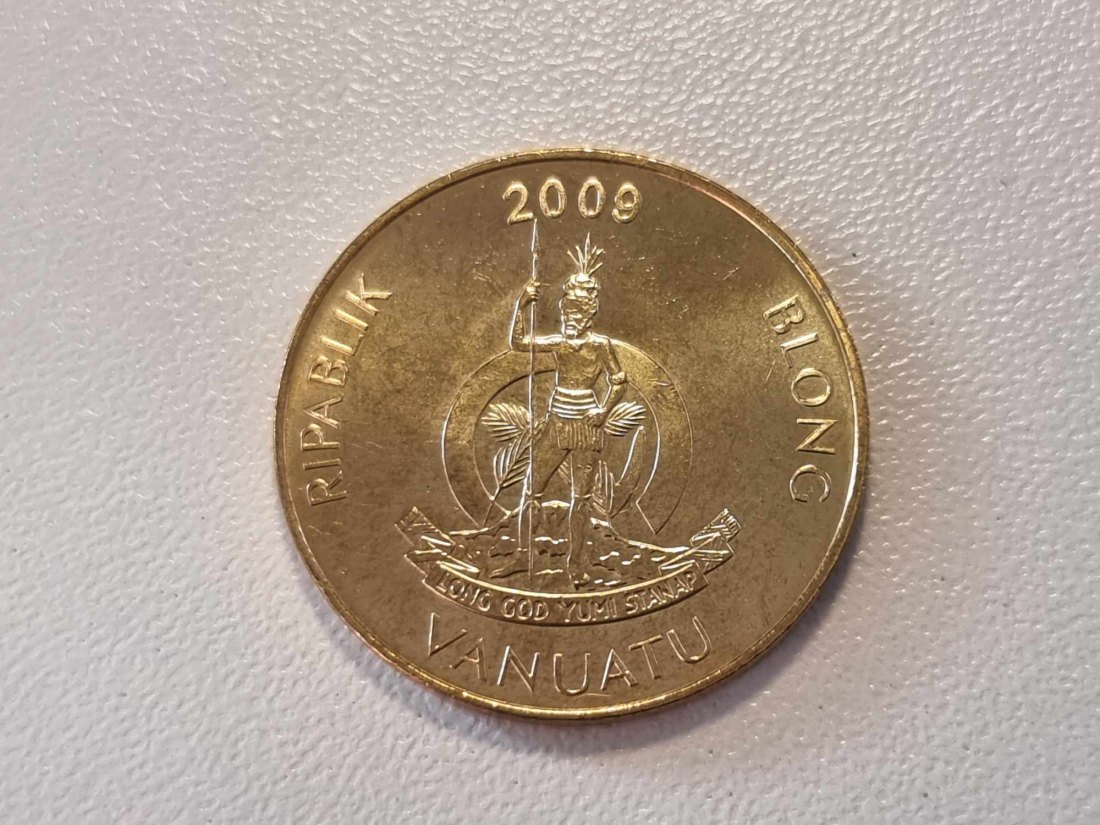 2009
RIPABLIK
BLONG
LONG GOD YUMI STANAP
VANUATU